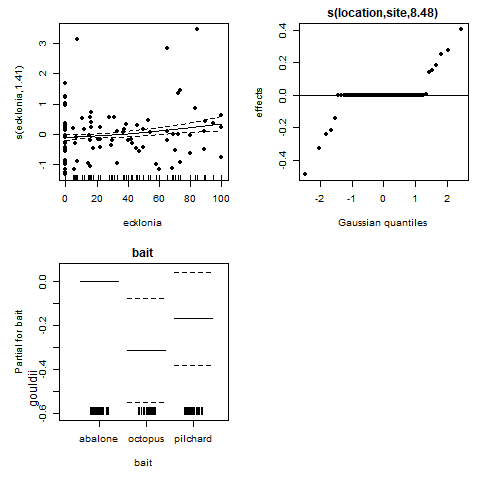 s(ecklonia,1.41)
3
2
1
0
-1
0
20
40
60
80
100
ecklonia
s(location,site,8.48)
effects
0.4
0.2
0.0
-0.2
-0.4
-2
-1
0
1
2
Gaussian quantiles
bait
Partial for bait
gouldii
0.0
-0.2
-0.4
-0.6
abalone
octopus
pilchard
bait